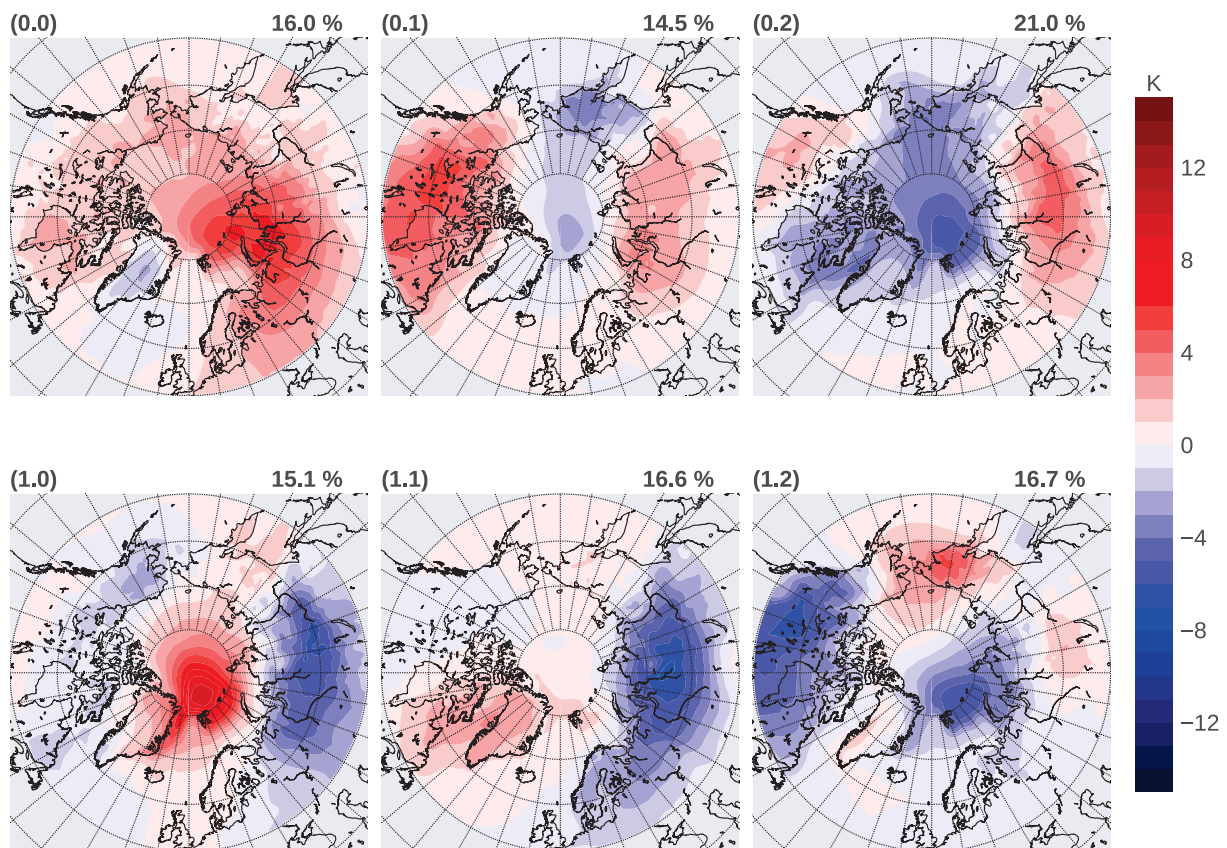 (0.0) 16.0 %
(0.1) 14.5 %
(0.2) 21.0 %
K
12
8
4
0
−4
−8
−12
(1.0) 15.1 %
(1.1) 16.6 %
(1.2) 16.7 %